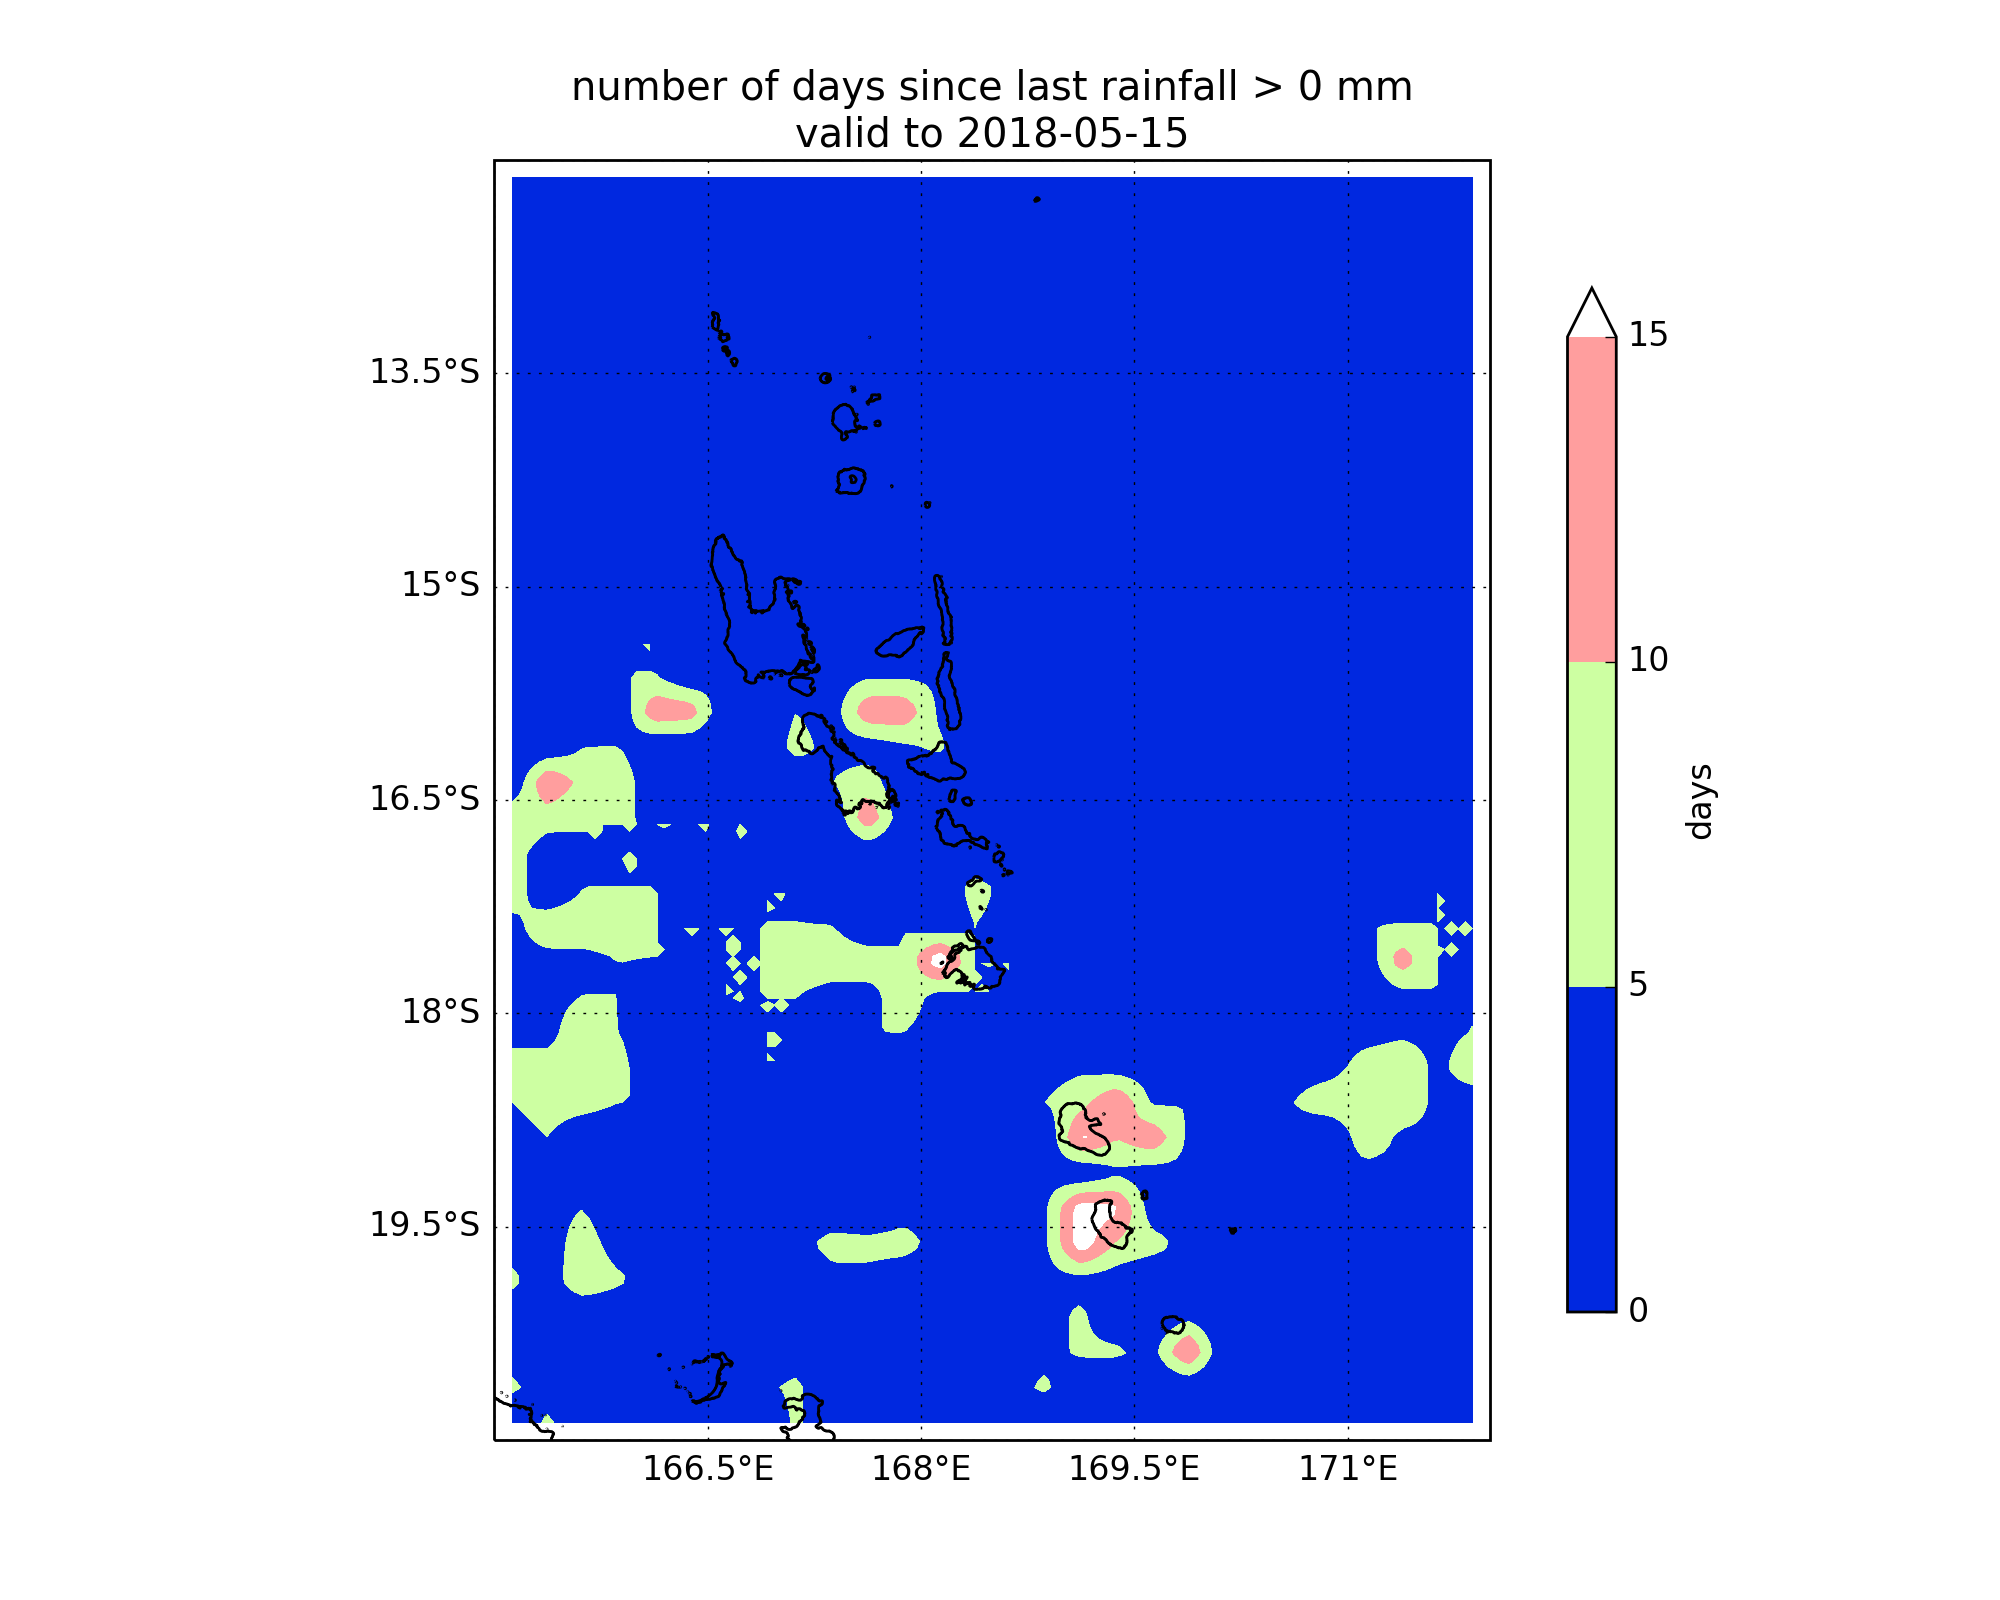 number of days since last rainfall > 0 mm
valid to 2018-05-15
13.5°S
15°S
16.5°S
18°S
19.5°S
166.5°E
168°E
169.5°E
171°E
15
10
5
0
days